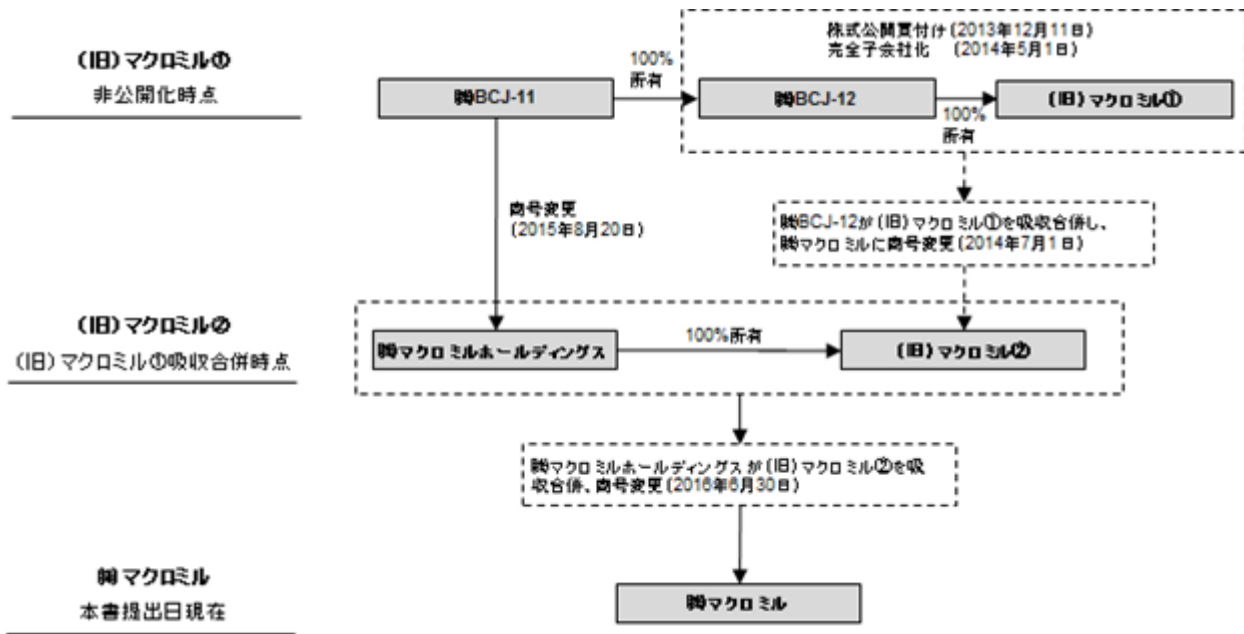 株式公開買付け(2013年12月11日)
完全子会社化 (2014年5月1日)
(旧)マクロミル①
非公開化時点
100%
所有
㈱BCJ-11
㈱BCJ-12
(旧)マクロミル①
100%
所有
商号変更
(2015年8月20日)
㈱BCJ-12が(旧)マクロミル①を吸収合併し、
㈱マクロミルに商号変更(2014年7月1日)
(旧)マクロミル②
(旧)マクロミル①吸収合併時点
㈱マクロミルホールディングス
100%所有
(旧)マクロミル②
㈱マクロミルホールディングスが(旧)マクロミル②を吸
収合併、商号変更(2016年6月30日)
㈱マクロミル
本書提出日現在
㈱マクロミル